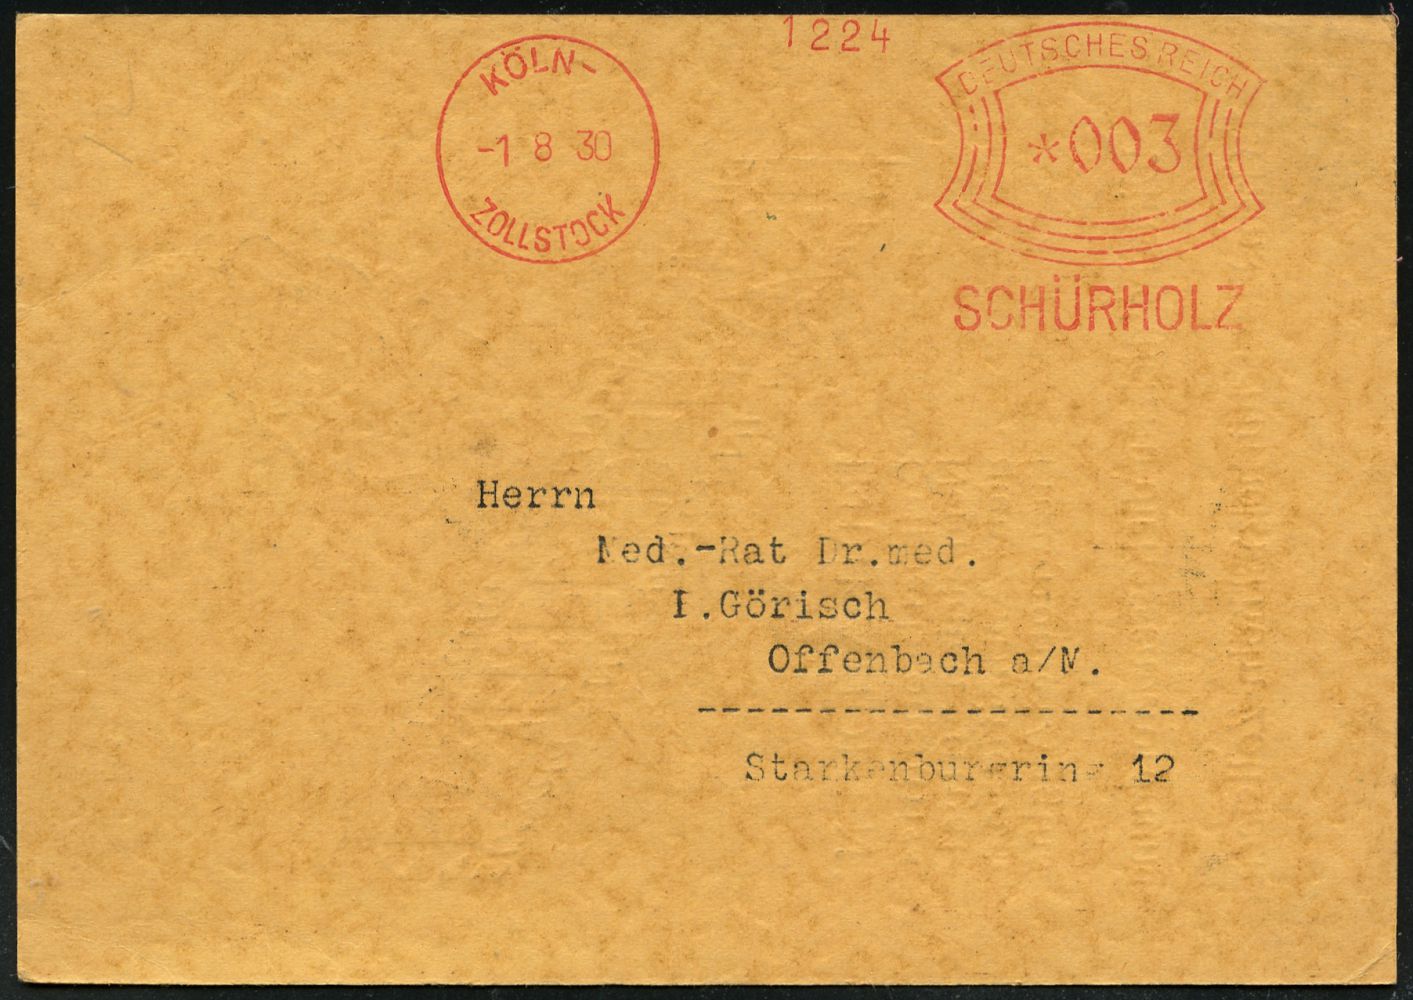 1224
KÖLN-
-1 8 30
ZOLLSTOCK
DEUTSCHES REICH
*003
SCHÜRHOLZ
Herrn
Med.-Rat Dr.med.
I.Görisch
Offenbach a/M.
Starkenburgring 12